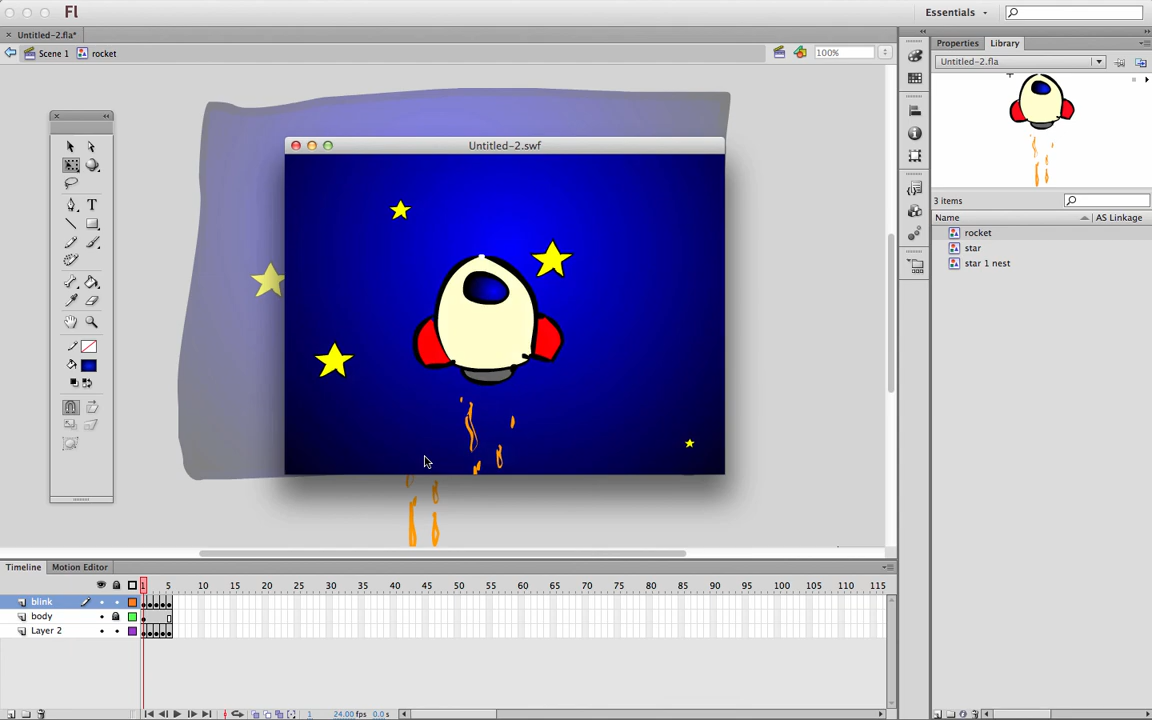 Fl
Essentials
Untitled-2.fla*
Scene 1 rocket
100%
Properties Library
Untitled-2.fla
Untitled-2.swf
3 items
Name AS Linkage
rocket
star
star 1 nest
T
Timeline Motion Editor
1 5 10 15 20 25 30 35 40 45 50 55 60 65 70 75 80 85 90 95 100 105 110 115
blink
body
Layer 2
1 24.00 fps 0.0 s